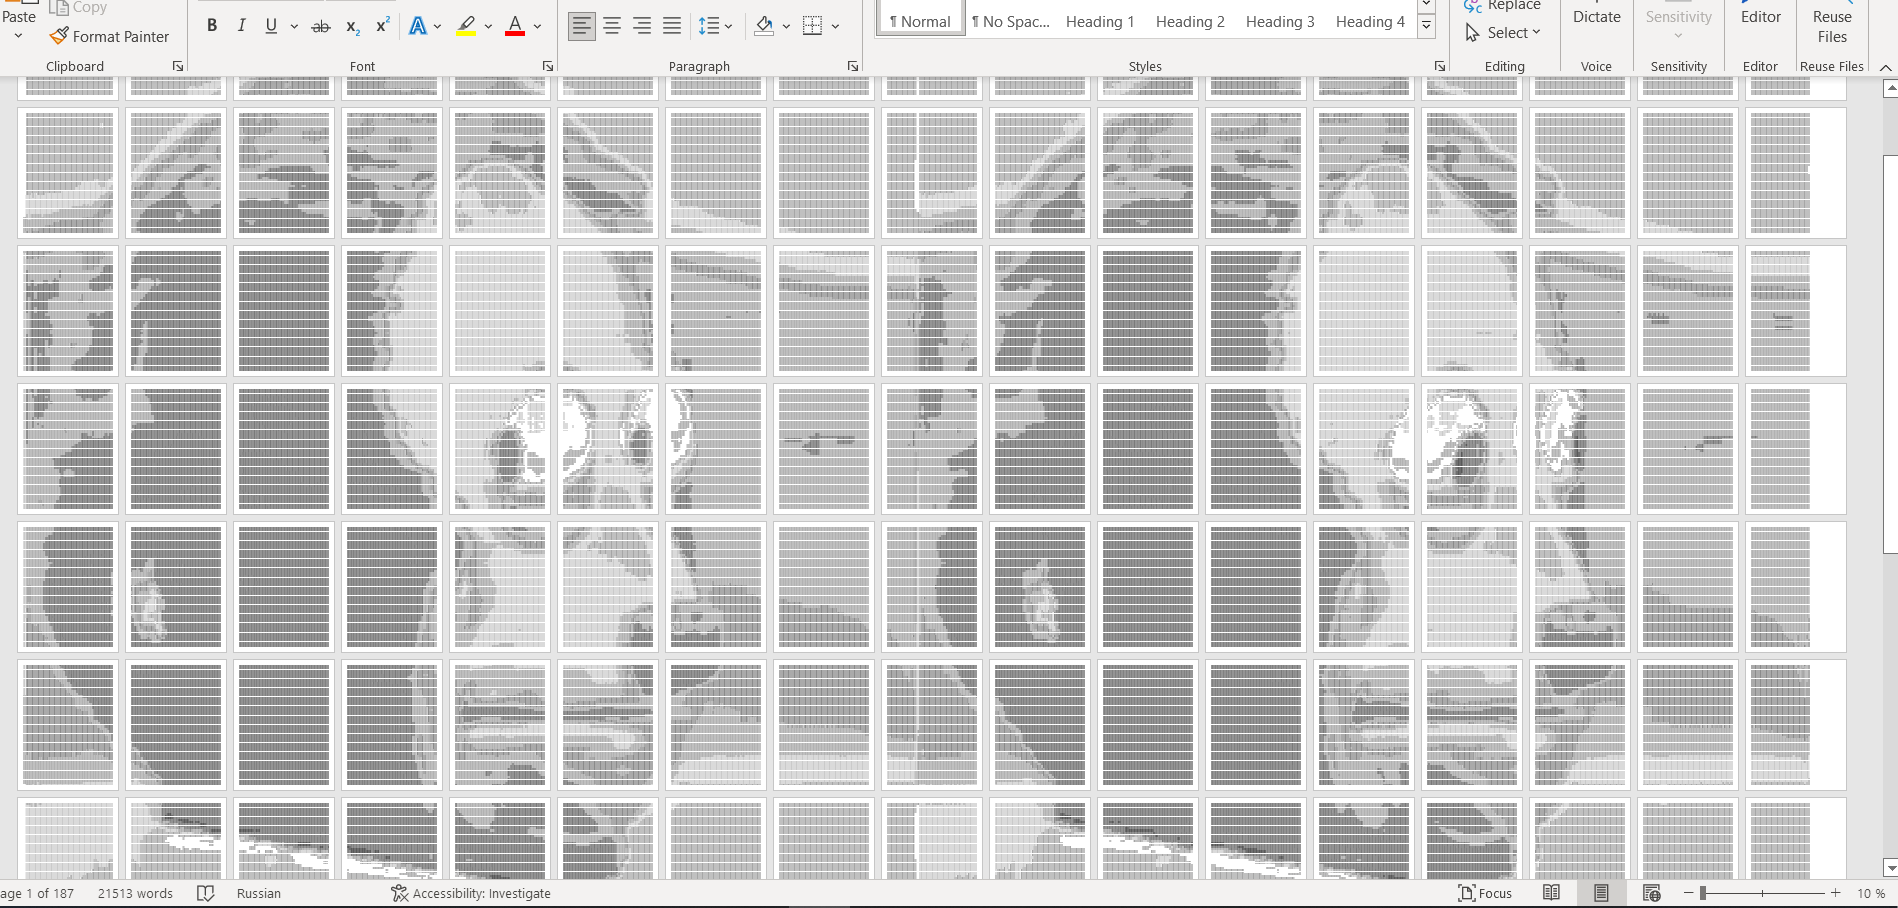 Paste
Copy
Format Painter
Clipboard
B I U ab x2 x2 A A
Font
Paragraph
¶ Normal
¶ No Spac...
Heading 1
Heading 2
Heading 3
Heading 4
Styles
Replace
Select
Editing
Dictate
Voice
Sensitivity
Sensitivity
Editor
Editor
Reuse
Files
Reuse Files
age 1 of 187
21513 words
Russian
Accessibility: Investigate
Focus
10 %